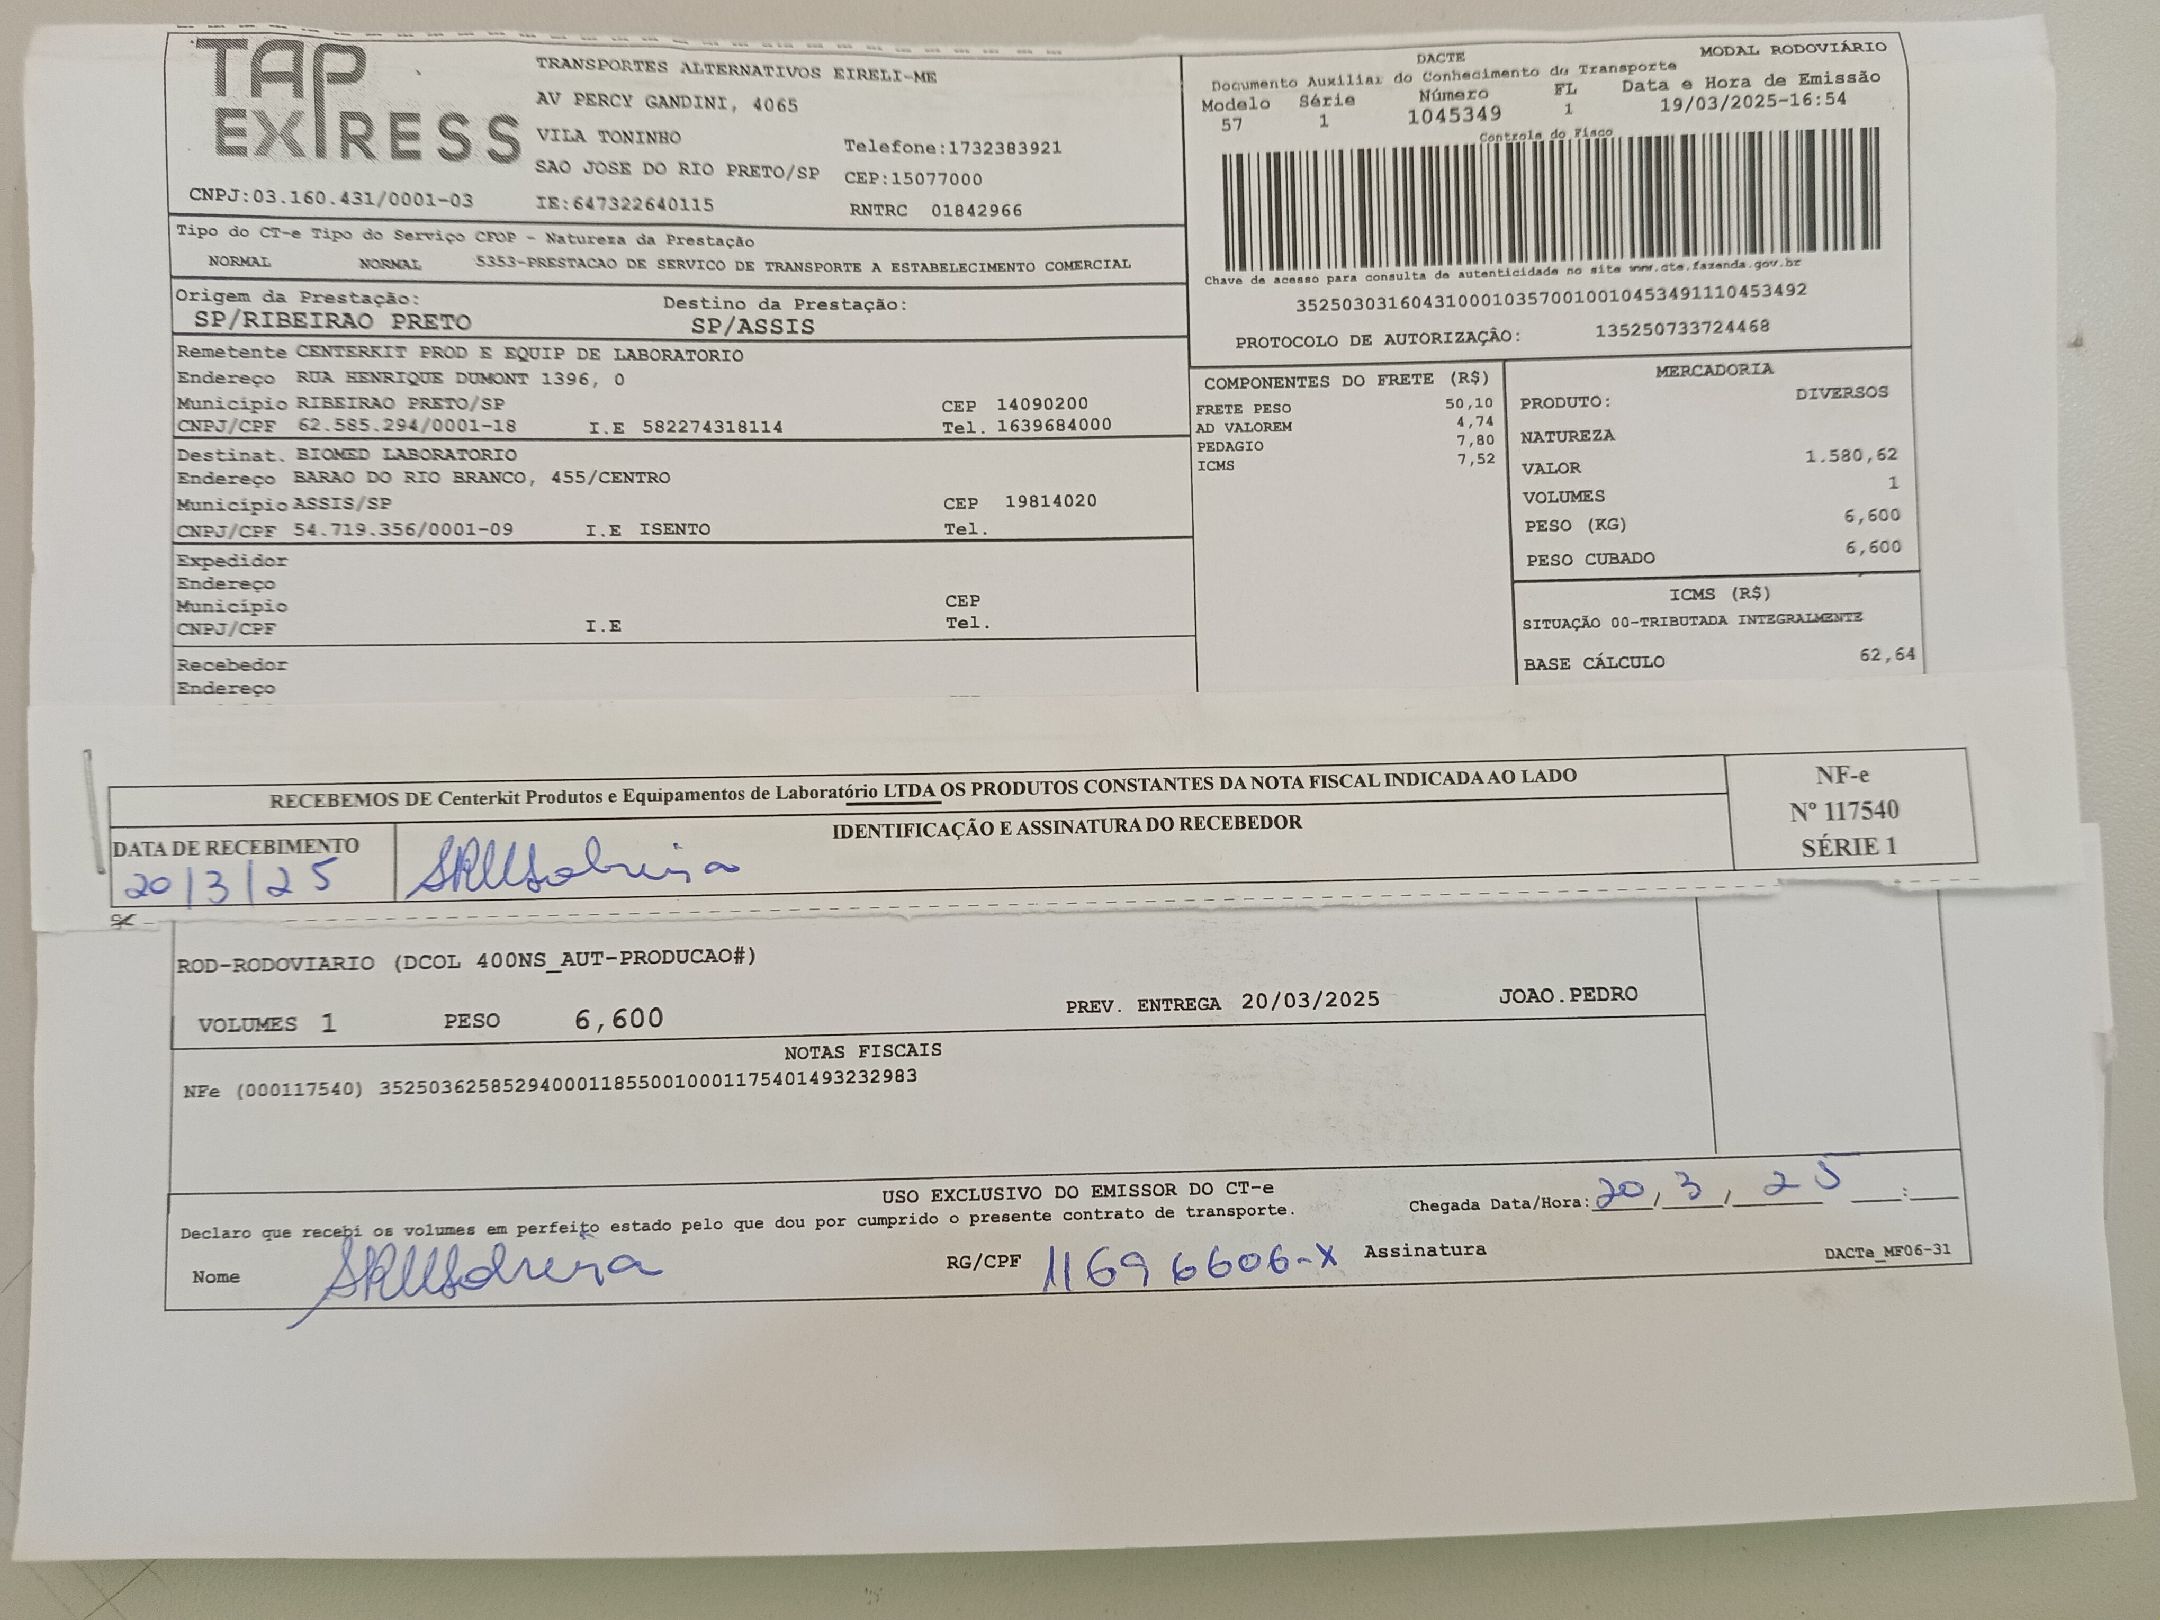 TAP EXPRESS
TRANSPORTES ALTERNATIVOS EIRELI-ME
AV PERCY GANDINI, 4065
VILA TONINHO
Telefone:1732383921
SAO JOSE DO RIO PRETO/SP CEP:15077000
CNPJ:03.160.431/0001-03 IE:647322640115 RNTRC 01842966
DACTE MODAL RODOVIÁRIO
Documento Auxiliar do Conhecimento do Transporte
Modelo Série Número FL Data e Hora de Emissão
57 1 1045349 1 19/03/2025-16:54
Controle do Fisco
Chave de acesso para consulta de autenticidade no site www.cte.fazenda.gov.br
35250303160431000103570010010453491110453492
PROTOCOLO DE AUTORIZAÇÃO: 135250733724468
Tipo do CT-e Tipo do Serviço CFOP - Natureza da Prestação
NORMAL NORMAL 5353-PRESTACAO DE SERVICO DE TRANSPORTE A ESTABELECIMENTO COMERCIAL
Origem da Prestação: Destino da Prestação:
SP/RIBEIRAO PRETO SP/ASSIS
Remetente CENTERKIT PROD E EQUIP DE LABORATORIO
Endereço RUA HENRIQUE DUMONT 1396, 0
Município RIBEIRAO PRETO/SP CEP 14090200
CNPJ/CPF 62.585.294/0001-18 I.E 582274318114 Tel. 1639684000
Destinat. BIOMED LABORATORIO
Endereço BARAO DO RIO BRANCO, 455/CENTRO
Município ASSIS/SP CEP 19814020
CNPJ/CPF 54.719.356/0001-09 I.E ISENTO Tel.
Expedidor
Endereço
Município CEP
CNPJ/CPF I.E Tel.
Recebedor
Endereço
COMPONENTES DO FRETE (R$)
FRETE PESO 50,10
AD VALOREM 4,74
PEDAGIO 7,80
ICMS 7,52
MERCADORIA
PRODUTO: DIVERSOS
NATUREZA
VALOR 1.580,62
VOLUMES 1
PESO (KG) 6,600
PESO CUBADO 6,600
ICMS (R$)
SITUAÇÃO 00-TRIBUTADA INTEGRALMENTE
BASE CÁLCULO 62,64
RECEBEMOS DE Centerkit Produtos e Equipamentos de Laboratório LTDA OS PRODUTOS CONSTANTES DA NOTA FISCAL INDICADA AO LADO
NF-e
Nº 117540
SÉRIE 1
DATA DE RECEBIMENTO
20/3/25
IDENTIFICAÇÃO E ASSINATURA DO RECEBEDOR
ROD-RODOVIARIO (DCOL 400NS_AUT-PRODUCAO#)
VOLUMES 1 PESO 6,600 PREV. ENTREGA 20/03/2025 JOAO.PEDRO
NOTAS FISCAIS
NFe (000117540) 35250362585294000118550010001175401493232983
USO EXCLUSIVO DO EMISSOR DO CT-e
Declaro que recebi os volumes em perfeito estado pelo que dou por cumprido o presente contrato de transporte.
Chegada Data/Hora: 20/3/25 __:__
Nome RG/CPF 11696606-X Assinatura
DACTe_MF06-31